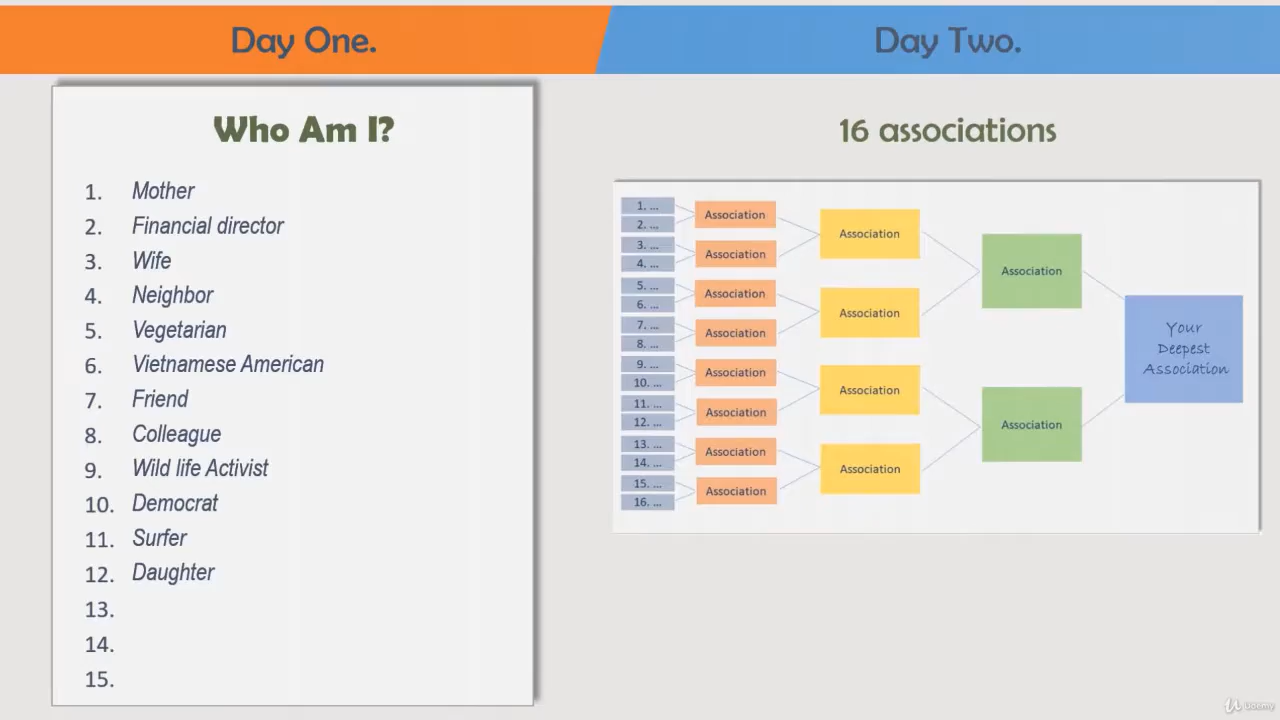 Day One.
Day Two.
Who Am I?
1. Mother
2. Financial director
3. Wife
4. Neighbor
5. Vegetarian
6. Vietnamese American
7. Friend
8. Colleague
9. Wild life Activist
10. Democrat
11. Surfer
12. Daughter
13.
14.
15.
16 associations
1. ...
2. ...
3. ...
4. ...
5. ...
6. ...
7. ...
8. ...
9. ...
10. ...
11. ...
12. ...
13. ...
14. ...
15. ...
16. ...
Association
Association
Association
Association
Association
Association
Association
Association
Association
Association
Association
Association
Association
Association
Your
Deepest
Association
Udemy